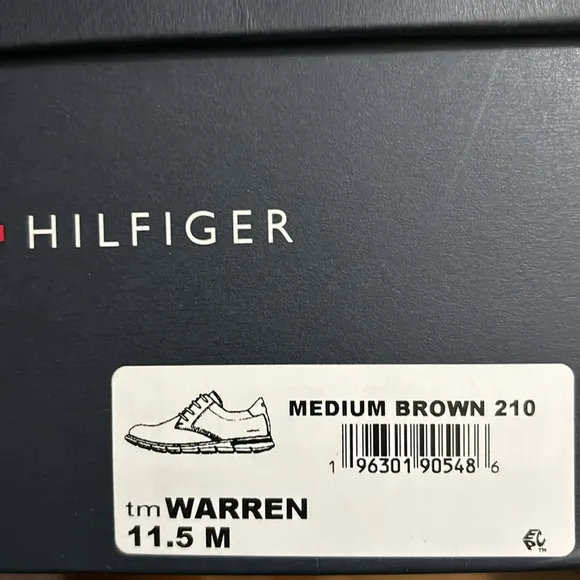 HILFIGER
MEDIUM BROWN 210
1 96301 90548 6
tm WARREN
11.5 M